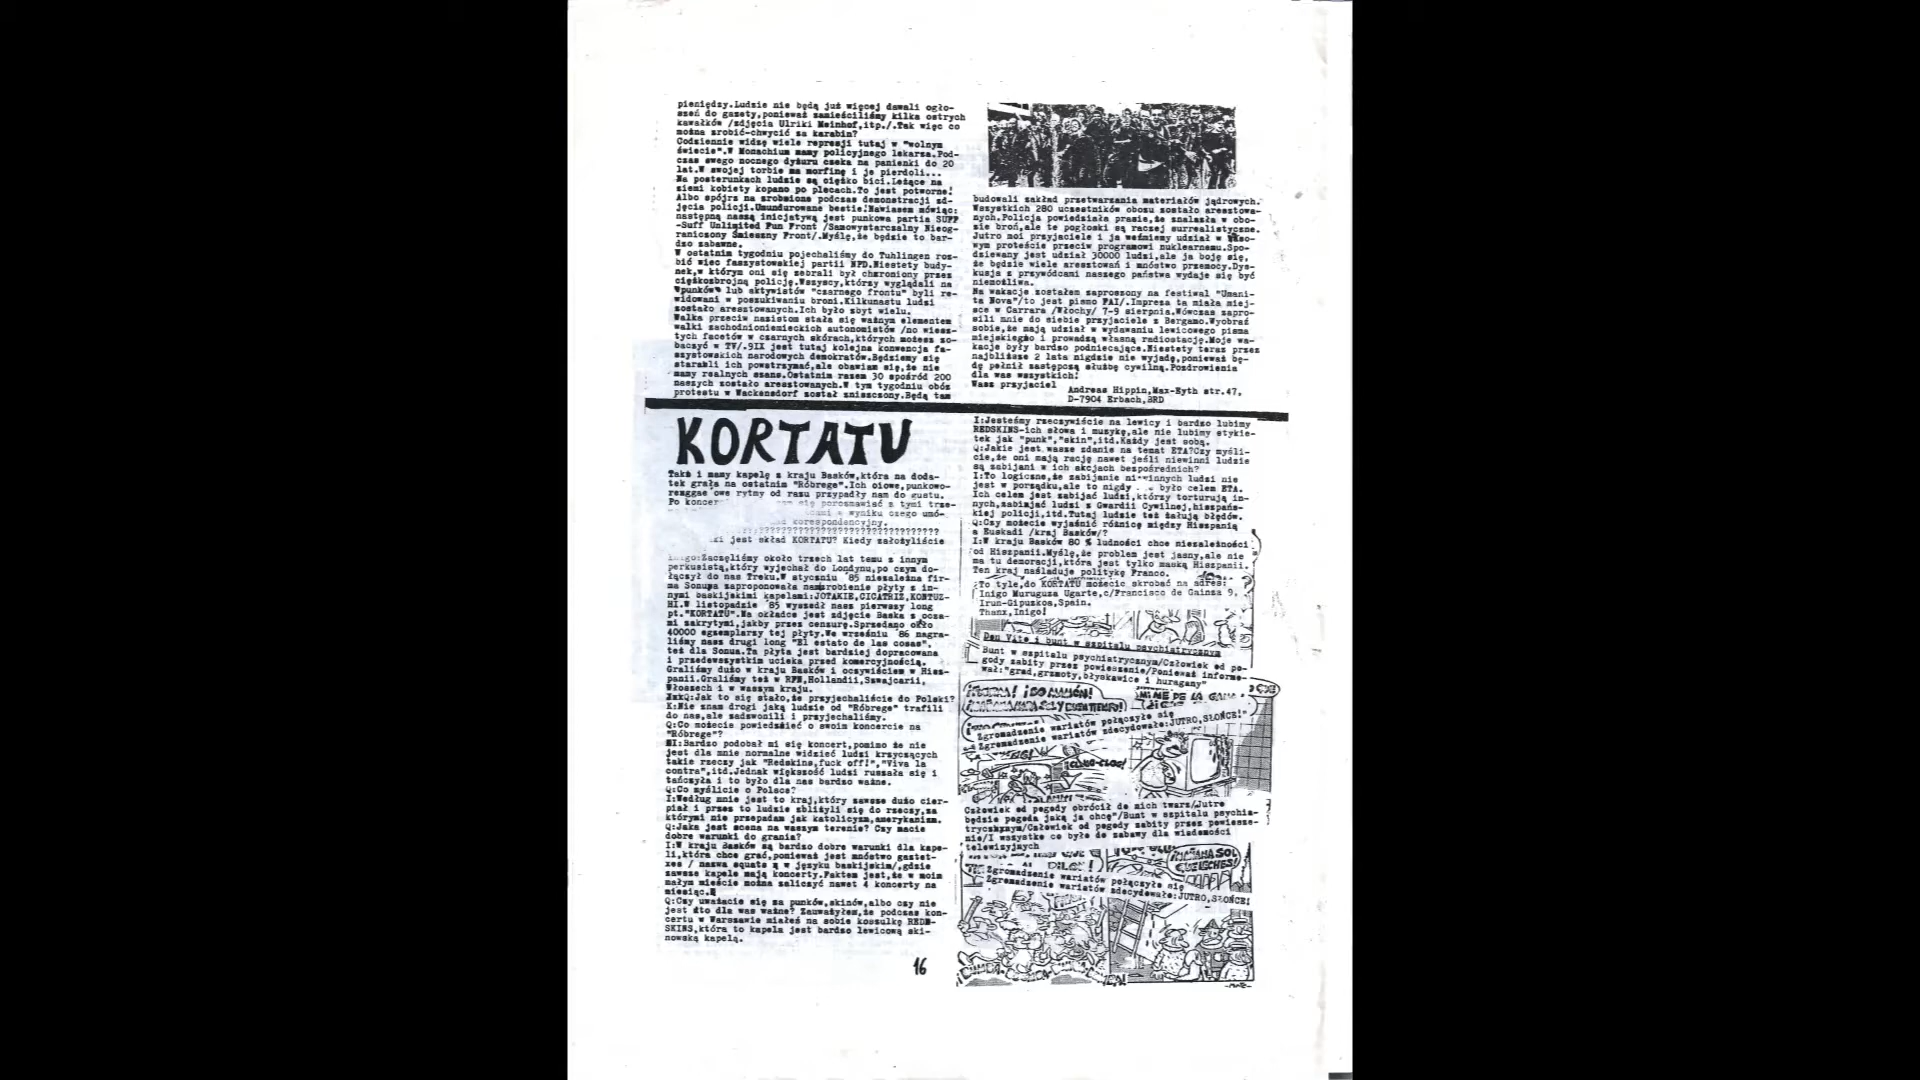 pieniędzy.Ludzie nie będą już więcej dawali ogło-
szeń do gazety,ponieważ zamieściliśmy kilka ostrych
kawałków /zdjęcia Ulriki Meinhof,itp./.Tak więc co
można zrobić-chwycić za karabin?
Codziennie widzę wiele represji tutaj w "wolnym
świecie".W Monachium mamy policyjnego lekarza.Pod-
czas swego nocnego dyżuru czeka na panienki do 20
lat.W swojej torbie ma morfinę i je pierdoli...
Na posterunkach ludzie są ciężko bici.Leżące na
ziemi kobiety kopano po plecach.To jest potworne!
Albo spójrz na zrobione podczas demonstracji zd-
jęcia policji.Umundurowane bestie!Nawiasem mówiąc:
następną naszą inicjatywą jest punkowa partia SUFF
-Suff Unlimited Fun Front /Samowystarczalny Nieog-
raniczony Śmieszny Front/.Myślę,że będzie to bar-
dzo zabawne.
W ostatnim tygodniu pojechaliśmy do Tuhlingen roz-
bić wiec faszystowskiej partii NPD.Niestety budy-
nek,w którym oni się zebrali był chroniony przez
ciężkozbrojną policję.Wszyscy,którzy wyglądali na
"punków" lub aktywistów "czarnego frontu" byli re-
widowani w poszukiwaniu broni.Kilkunastu ludzi
zostało aresztowanych.Ich było zbyt wielu.
Walka przeciw nazistom stała się ważnym elementem
walki zachodnioniemieckich autonomistów /no wiesz-
tych facetów w czarnych skórach,których możesz zo-
baczyć w TV/.9IX jest tutaj kolejna konwencja fa-
szystowskich narodowych demokratów.Będziemy się
starali ich powstrzymać,ale obawiam się,że nie
mamy realnych szans.Ostatnim razem 30 spośród 200
naszych zostało aresztowanych.W tym tygodniu obóz
protestu w Wackensdorf został zniszczony.Będą tam
budowali zakład przetwarzania materiałów jądrowych.
Wszystkich 280 uczestników obozu zostało aresztowa-
nych.Policja powiedziała prasie,że znalazła w obo-
zie broń,ale te pogłoski są raczej surrealistyczne.
Jutro moi przyjaciele i ja weźmiemy udział w maso-
wym proteście przeciw programowi nuklearnemu.Spo-
dziewany jest udział 30000 ludzi,ale ja boję się,
że będzie wiele aresztowań i mnóstwo przemocy.Dys-
kusja z przywódcami naszego państwa wydaje się być
niemożliwa.
Na wakacje zostałem zaproszony na festiwal "Umani-
ta Nova"/to jest pismo FAI/.Impreza ta miała miej-
sce w Carrara /Włochy/ 7-9 sierpnia.Wówczas zapro-
sili mnie do siebie przyjaciele z Bergamo.Wyobraź
sobie,że mają udział w wydawaniu lewicowego pisma
miejskiego i prowadzą własną radiostację.Moje wa-
kacje były bardzo podniecające.Niestety teraz przez
najbliższe 2 lata nigdzie nie wyjadę,ponieważ bę-
dę pełnił zastępczą służbę cywilną.Pozdrowienia
dla was wszystkich!
Wasz przyjaciel
Andreas Hippin,Max-Eyth str.47,
D-7904 Erbach,BRD
KORTATU
Takż i mamy kapelę z kraju Basków,która na doda-
tek grała na ostatnim "Róbrege".Ich ciowe,punkowo-
reaggae'owe rytmy od razu przypadły nam do gustu.
Po koncer się porozmawiać z tymi trze-
w wyniku czego umó-
korespondencyjny.
????????????????????????????????????
ki jest skład KORTATU? Kiedy założyliście
Inigo:Zaczęliśmy około trzech lat temu z innym
perkusistą,który wyjechał do Londynu,po czym do-
łączył do nas Treku.W styczniu '85 niezależna fir-
ma Sonupa zaproponowała nam zrobienie płyty z in-
nymi baskijskimi kapelami:JOTAKIE,CICATRIZ,KONTUZ-
HI.W listopadzie '85 wyszedł nasz pierwszy long
pt."KORTATU".Na okładce jest zdjęcie Baska z ocza-
mi zakrytymi,jakby przez cenzurę.Sprzedano około
40000 egzemplarzy tej płyty.We wrześniu '86 nagra-
liśmy nasz drugi long "El estato de las cosas",
też dla Sonua.Ta płyta jest bardziej dopracowana
i przedewszystkim ucieka przed komercyjnością.
Graliśmy dużo w kraju Basków i oczywiściem w Hisz-
panii.Graliśmy też w RFN,Hollandii,Szwajcarii,
Włoszech i w waszym kraju.
Q:Jak to się stało,że przyjechaliście do Polski?
K:Nie znam drogi jaką ludzie od "Róbrege" trafili
do nas,ale zadzwonili i przyjechaliśmy.
Q:Co możecie powiedzieć o swoim koncercie na
"Róbrege"?
I:Bardzo podobał mi się koncert,pomimo że nie
jest dla mnie normalne widzieć ludzi krzyczących
takie rzeczy jak "Redskins,fuck off!","Viva la
contra",itd.Jednak większość ludzi ruszała się i
tańczyła i to było dla nas bardzo ważne.
Q:Co myślicie o Polsce?
I:Według mnie jest to kraj,który zawsze dużo cier-
piał i przez to ludzie zbliżyli się do rzeczy,za
którymi nie przepadam jak katolicyzm,amerykanizm.
Q:Jaka jest scena na waszym terenie? Czy macie
dobre warunki do grania?
I:W kraju Basków są bardzo dobre warunki dla kape-
li,która chce grać,ponieważ jest mnóstwo gaztet-
xes / nazwa squatów w języku baskijskim/,gdzie
zawsze kapele mają koncerty.Faktem jest,że w moim
małym mieście można zaliczyć nawet 4 koncerty na
miesiąc.
Q:Czy uważacie się za punków,skinów,albo czy nie
jest to dla was ważne? Zauważyłem,że podczas kon-
certu w Warszawie miałeś na sobie koszulkę RED-
SKINS,która to kapela jest bardzo lewicową ski-
nowską kapelą.
I:Jesteśmy rzeczywiście na lewicy i bardzo lubimy
REDSKINS-ich słowa i muzykę,ale nie lubimy etykie-
tek jak "punk","skin",itd.Każdy jest sobą.
Q:Jakie jest wasze zdanie na temat ETA?Czy myśli-
cie,że oni mają rację nawet jeśli niewinni ludzie
są zabijani w ich akcjach bezpośrednich?
I:To logiczne,że zabijanie niewinnych ludzi nie
jest w porządku,ale to nigdy było celem ETA.
Ich celem jest zabijać ludzi,którzy torturują in-
nych,zabijać ludzi z Gwardii Cywilnej,hiszpańs-
kiej policji,itd.Tutaj ludzie też żałują błędów.
Q:Czy możecie wyjaśnić różnicę między Hiszpanią
a Euskadi /kraj Basków/?
I:W kraju Basków 80 % ludności chce niezależności
od Hiszpanii.Myślę,że problem jest jasny,ale nie
ma tu demoracji,która jest tylko maską Hiszpanii.
Ten kraj naśladuje politykę Franco.
To tyle,do KORTATU możecie skrobać na adres:
Inigo Muruguza Ugarte,c/Francisco de Gainza 9,
Irun-Gipuzkoa,Spain.
Thanx,Inigo!
Don Vito i bunt w szpitalu psychiatrycznym
Bunt w szpitalu psychiatrycznym/Człowiek od po-
gody zabity przez powieszenie/Ponieważ informo-
wał:"grad,grzmoty,błyskawice i huragany"
Zgromadzenie wariatów połączyło się
Zgromadzenie wariatów zdecydowało:JUTRO,SŁOŃCE!"
¡CLINC-CLOC!
Człowiek od pogody obrócił do nich twarz/Jutro
będzie pogoda jaką ja chcę"/Bunt w szpitalu psychia-
trycznym/Człowiek od pogody zabity przez powiesze-
nie/I wszystko co było do zabawy dla wiadomości
telewizyjnych
¡MAÑANA SOL
Zgromadzenie wariatów połączyło się
Zgromadzenie wariatów zdecydowało:JUTRO,SŁOŃCE!
16